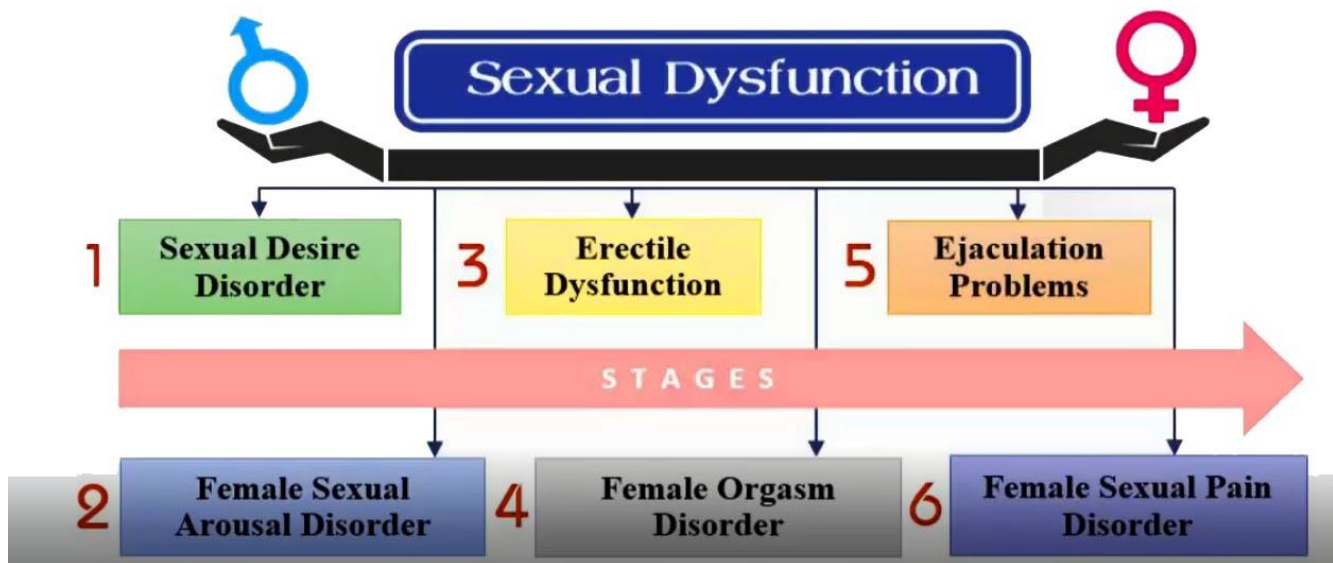 Sexual Dysfunction
1
Sexual Desire
Disorder
3
Erectile
Dysfunction
5
Ejaculation
Problems
STAGES
2
Female Sexual
Arousal Disorder
4
Female Orgasm
Disorder
6
Female Sexual Pain
Disorder